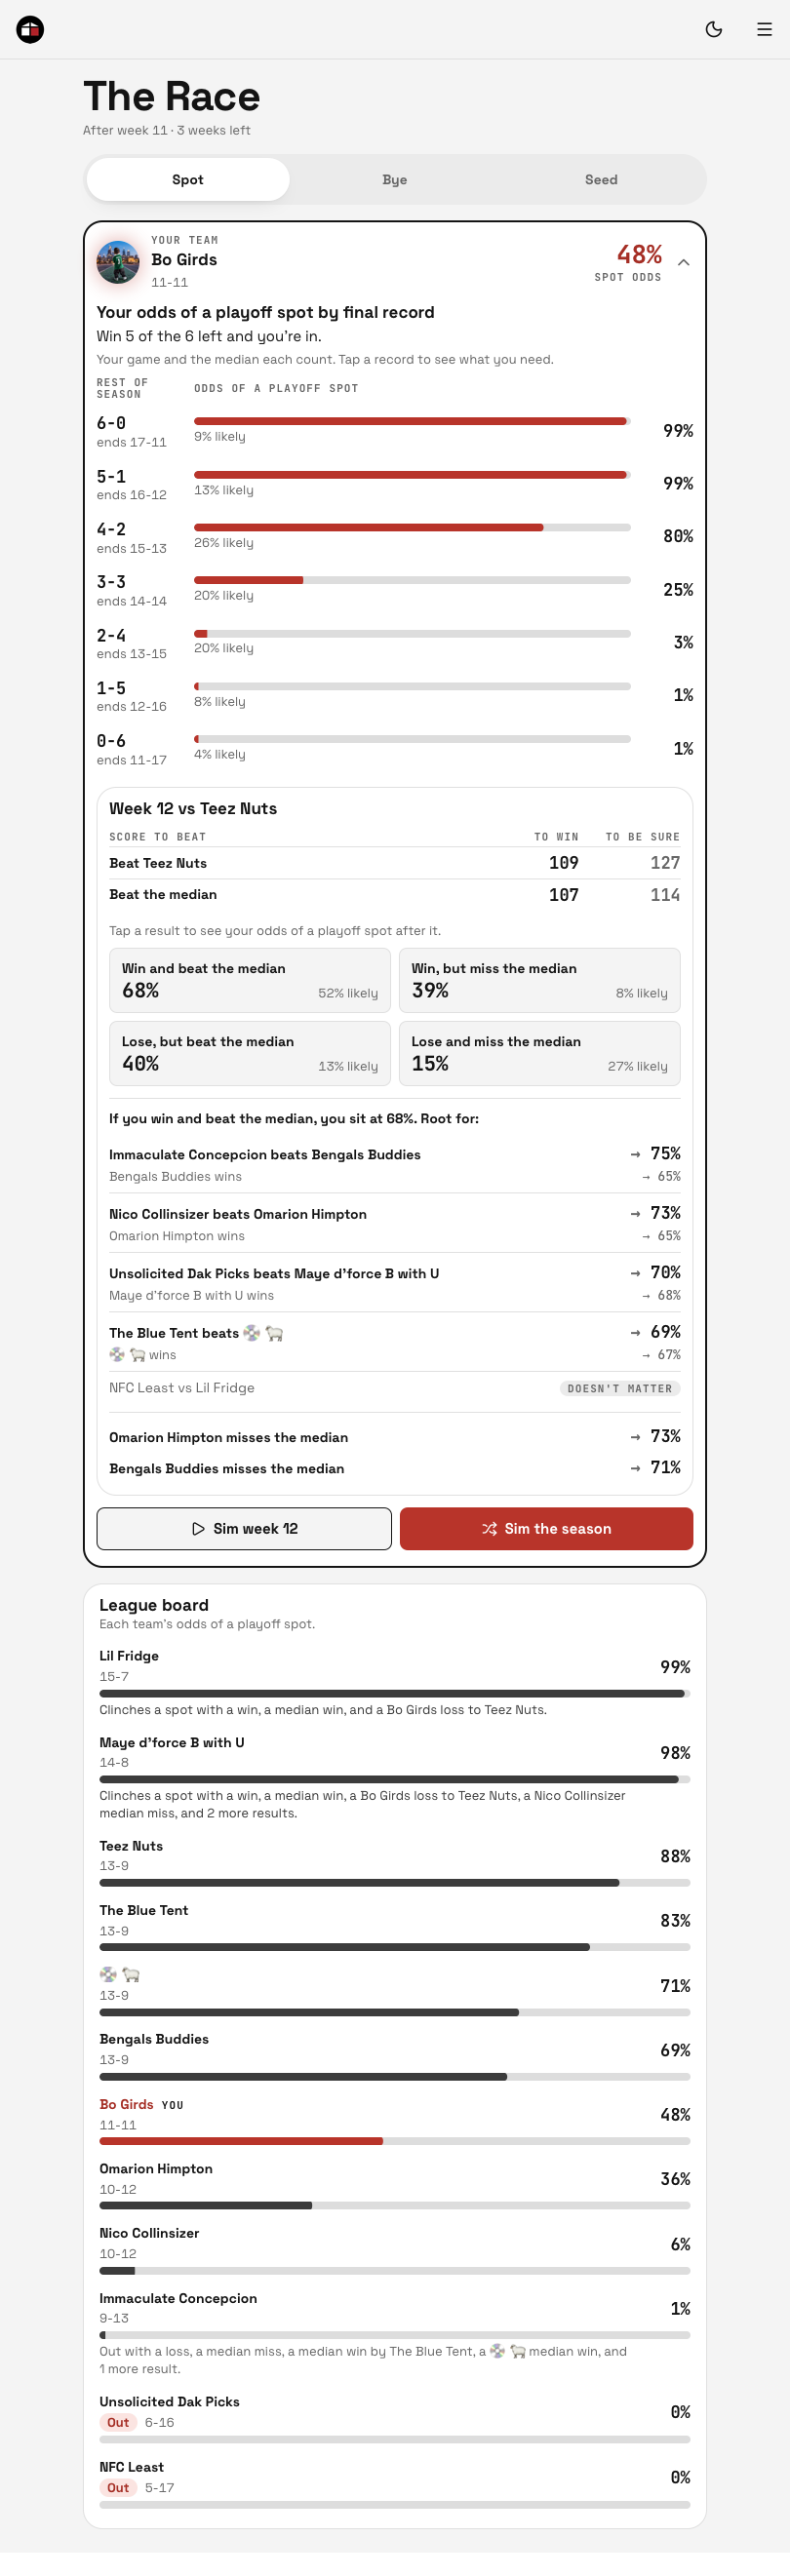 The Race
After week 11 · 3 weeks left
Spot
Bye
Seed
YOUR TEAM
Bo Girds
11-11
48%
SPOT ODDS
Your odds of a playoff spot by final record
Win 5 of the 6 left and you're in.
Your game and the median each count. Tap a record to see what you need.
REST OF
SEASON
ODDS OF A PLAYOFF SPOT
6-0
ends 17-11
9% likely
99%
5-1
ends 16-12
13% likely
99%
4-2
ends 15-13
26% likely
80%
3-3
ends 14-14
20% likely
25%
2-4
ends 13-15
20% likely
3%
1-5
ends 12-16
8% likely
1%
0-6
ends 11-17
4% likely
1%
Week 12 vs Teez Nuts
SCORE TO BEAT TO WIN TO BE SURE
Beat Teez Nuts 109 127
Beat the median 107 114
Tap a result to see your odds of a playoff spot after it.
Win and beat the median
68% 52% likely
Win, but miss the median
39% 8% likely
Lose, but beat the median
40% 13% likely
Lose and miss the median
15% 27% likely
If you win and beat the median, you sit at 68%. Root for:
Immaculate Concepcion beats Bengals Buddies → 75%
Bengals Buddies wins → 65%
Nico Collinsizer beats Omarion Himpton → 73%
Omarion Himpton wins → 65%
Unsolicited Dak Picks beats Maye d'force B with U → 70%
Maye d'force B with U wins → 68%
The Blue Tent beats 💿 🐑 → 69%
💿 🐑 wins → 67%
NFC Least vs Lil Fridge DOESN'T MATTER
Omarion Himpton misses the median → 73%
Bengals Buddies misses the median → 71%
Sim week 12
Sim the season
League board
Each team's odds of a playoff spot.
Lil Fridge
15-7
99%
Clinches a spot with a win, a median win, and a Bo Girds loss to Teez Nuts.
Maye d'force B with U
14-8
98%
Clinches a spot with a win, a median win, a Bo Girds loss to Teez Nuts, a Nico Collinsizer
median miss, and 2 more results.
Teez Nuts
13-9
88%
The Blue Tent
13-9
83%
💿 🐑
13-9
71%
Bengals Buddies
13-9
69%
Bo Girds YOU
11-11
48%
Omarion Himpton
10-12
36%
Nico Collinsizer
10-12
6%
Immaculate Concepcion
9-13
1%
Out with a loss, a median miss, a median win by The Blue Tent, a 💿 🐑 median win, and
1 more result.
Unsolicited Dak Picks
Out 6-16
0%
NFC Least
Out 5-17
0%